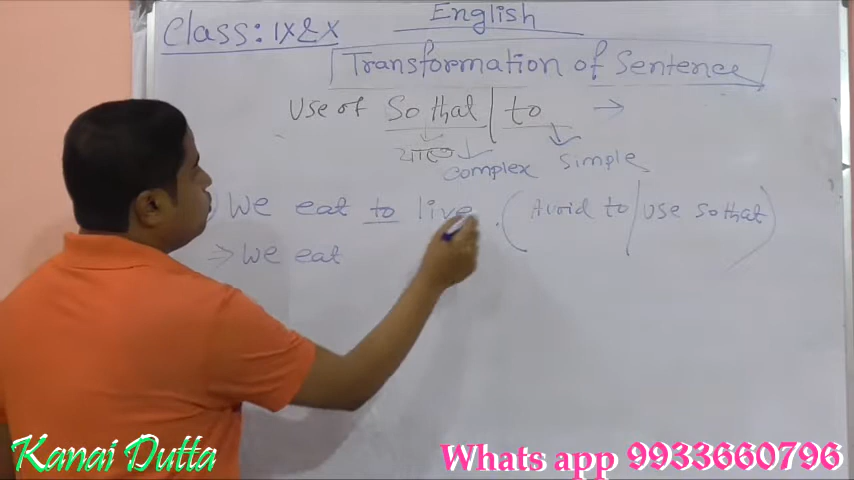 English
Class: IX & X
Transformation of Sentence
Use of So that | to →
যাতে complex simple
We eat to live. (Avoid to | use so that)
⇒ We eat
Kanai Dutta
Whats app 9933660796